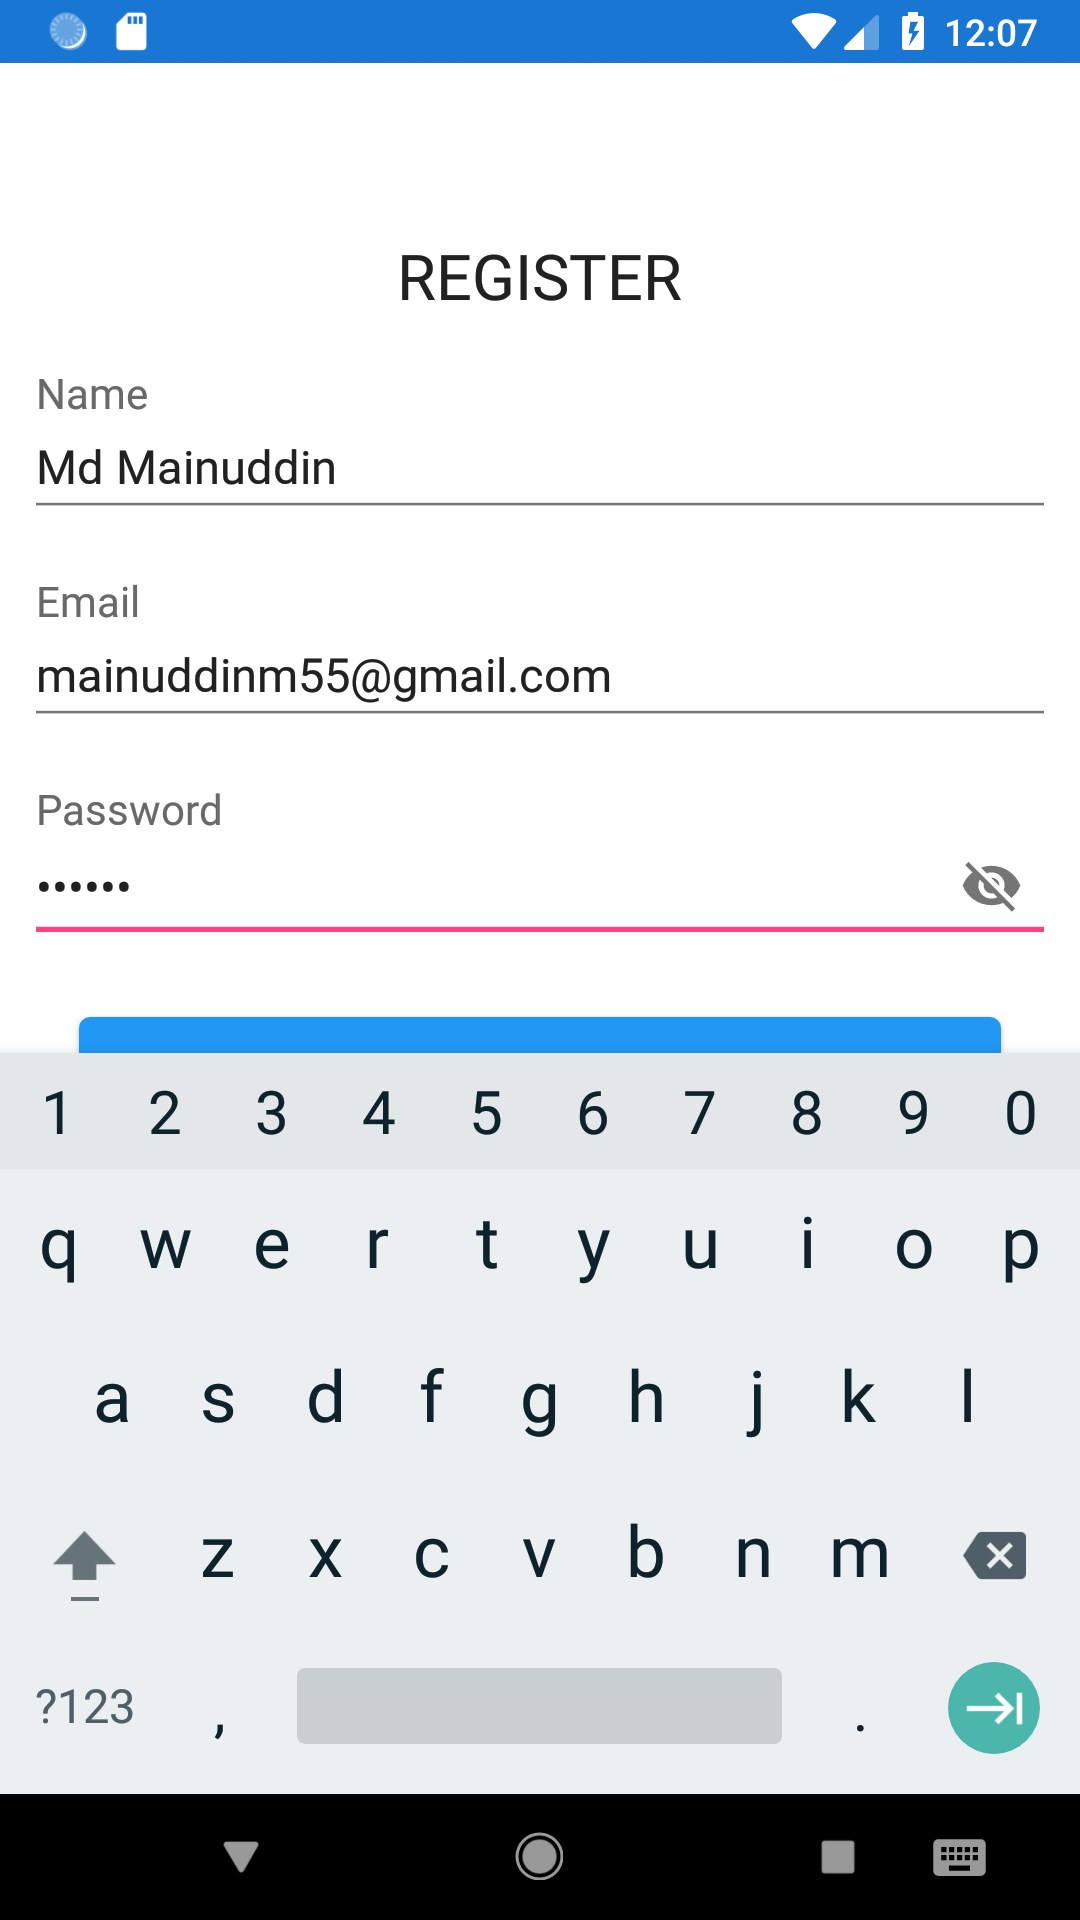 12:07
REGISTER
Name
Md Mainuddin
Email
mainuddinm55@gmail.com
Password
••••••
1 2 3 4 5 6 7 8 9 0
q w e r t y u i o p
a s d f g h j k l
z x c v b n m
?123 , .